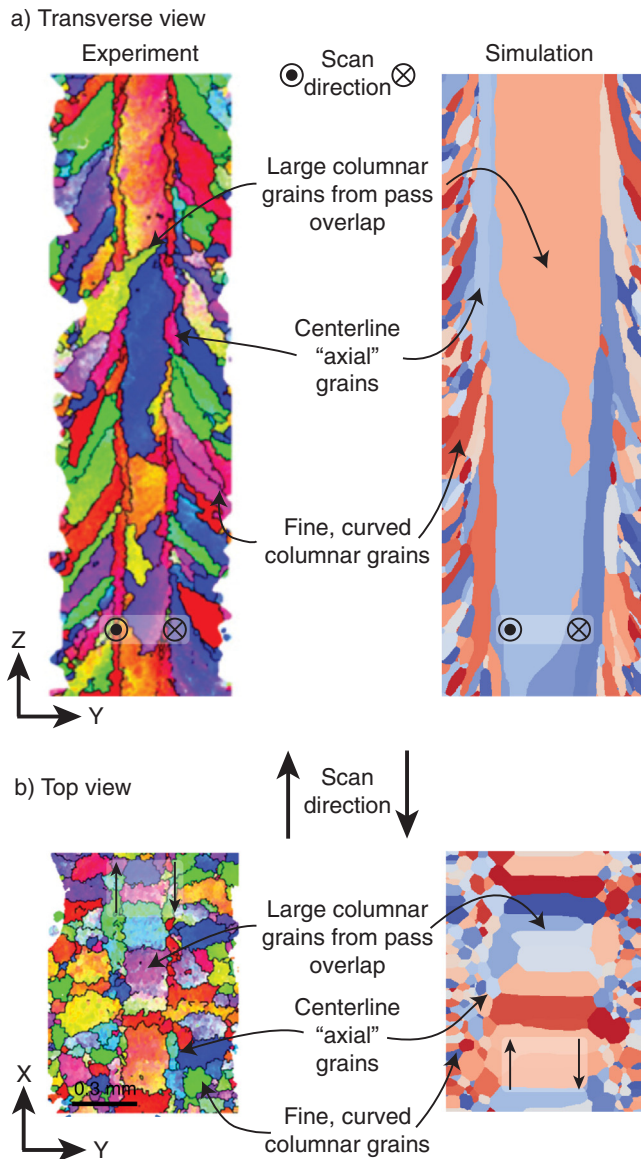 a) Transverse view
Experiment
Scan
direction
Simulation
Large columnar
grains from pass
overlap
Centerline
“axial”
grains
Fine, curved
columnar grains
Z
Y
b) Top view
Scan
direction
Large columnar
grains from pass
overlap
Centerline
“axial”
grains
Fine, curved
columnar grains
X
0.3 mm
Y